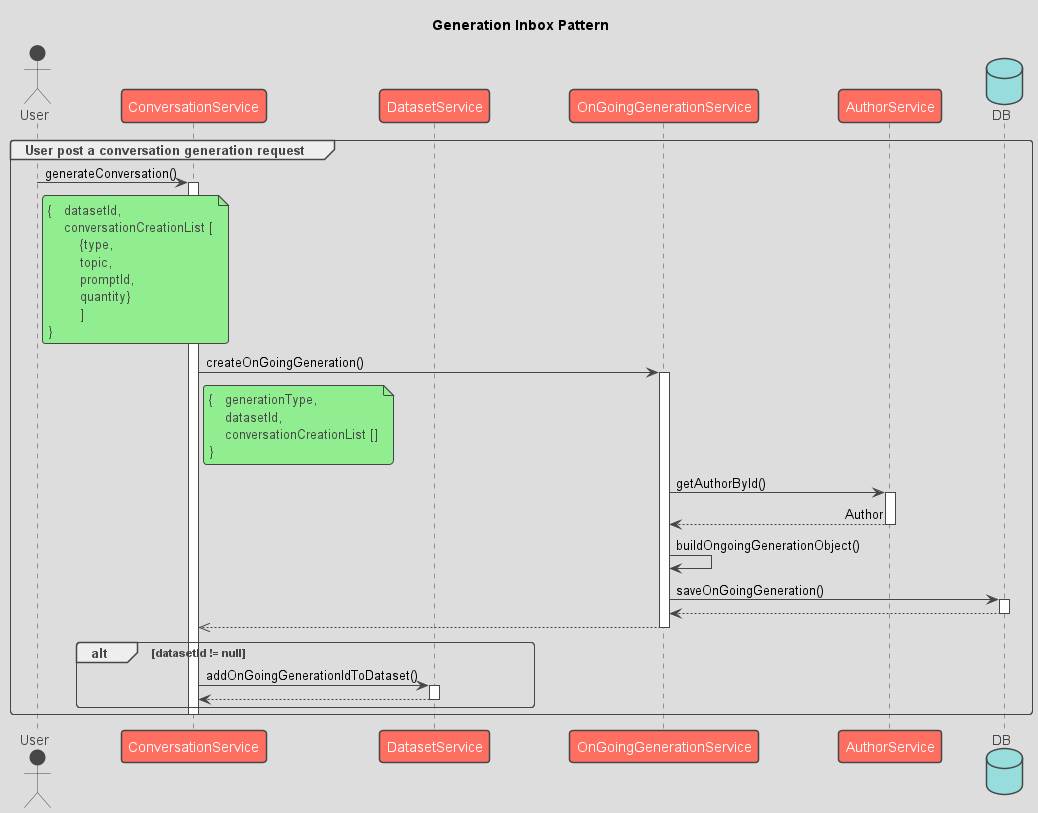 Generation Inbox Pattern
User
ConversationService
DatasetService
OnGoingGenerationService
AuthorService
DB
User post a conversation generation request
generateConversation()
{ datasetId,
conversationCreationList [
{type,
topic,
promptId,
quantity}
]
}
createOnGoingGeneration()
{ generationType,
datasetId,
conversationCreationList []
}
getAuthorById()
Author
buildOngoingGenerationObject()
saveOnGoingGeneration()
alt [datasetId != null]
addOnGoingGenerationIdToDataset()
User
ConversationService
DatasetService
OnGoingGenerationService
AuthorService
DB